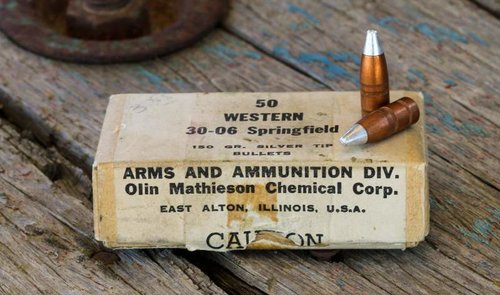 50
WESTERN
30-06 Springfield
150 GR. SILVER TIP
BULLETS
ARMS AND AMMUNITION DIV.
Olin Mathieson Chemical Corp.
EAST ALTON, ILLINOIS, U.S.A.